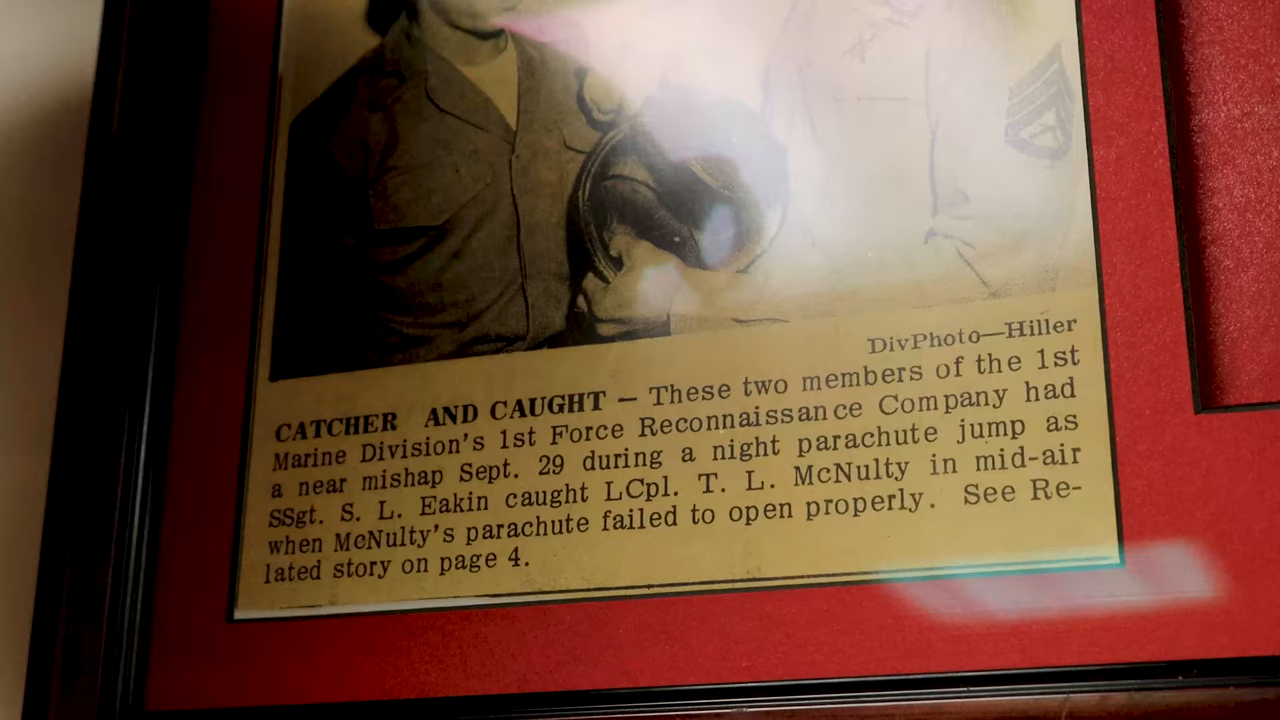 DivPhoto—Hiller
CATCHER AND CAUGHT — These two members of the 1st
Marine Division's 1st Force Reconnaissance Company had
a near mishap Sept. 29 during a night parachute jump as
SSgt. S. L. Eakin caught LCpl. T. L. McNulty in mid-air
when McNulty's parachute failed to open properly. See Re-
lated story on page 4.